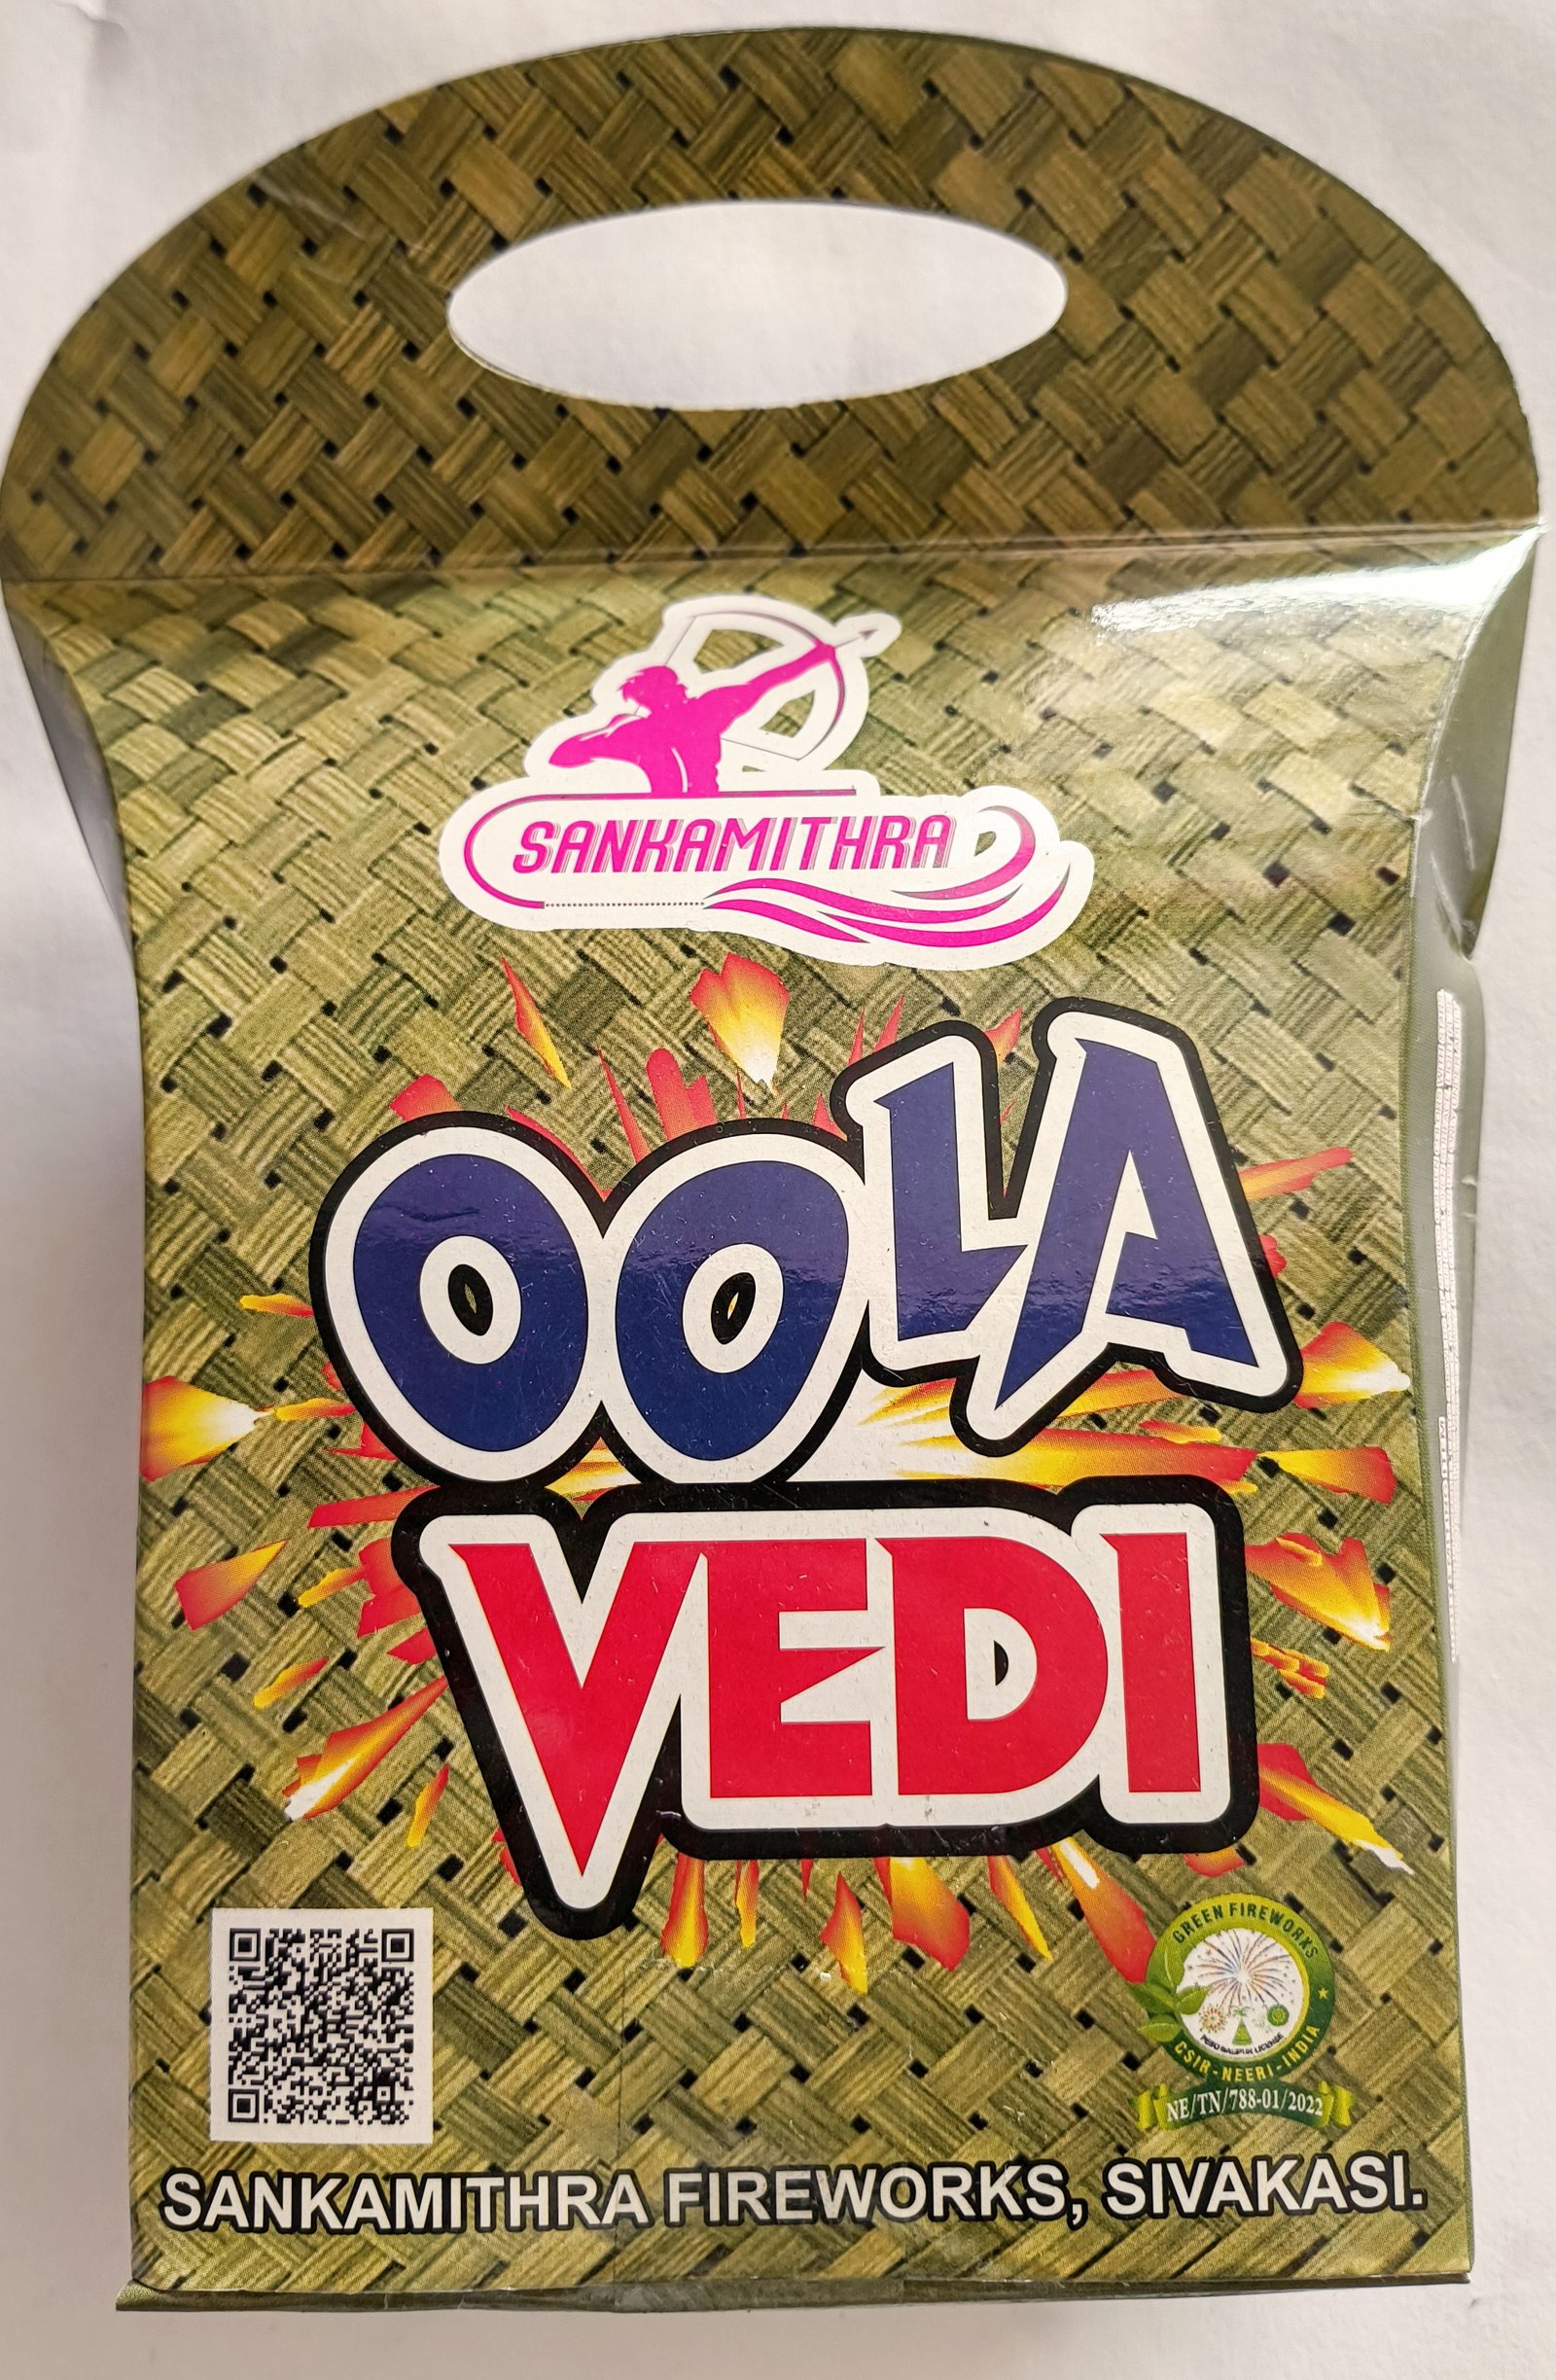 SANKAMITHRA
OOLA
VEDI
GREEN FIREWORKS
CSIR - NEERI - INDIA
NE/TN/788-01/2022
SANKAMITHRA FIREWORKS, SIVAKASI.